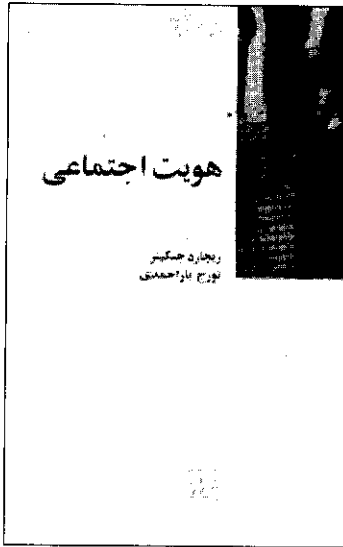 هویت اجتماعی
ریچارد جنکینز
تورج یاراحمدی